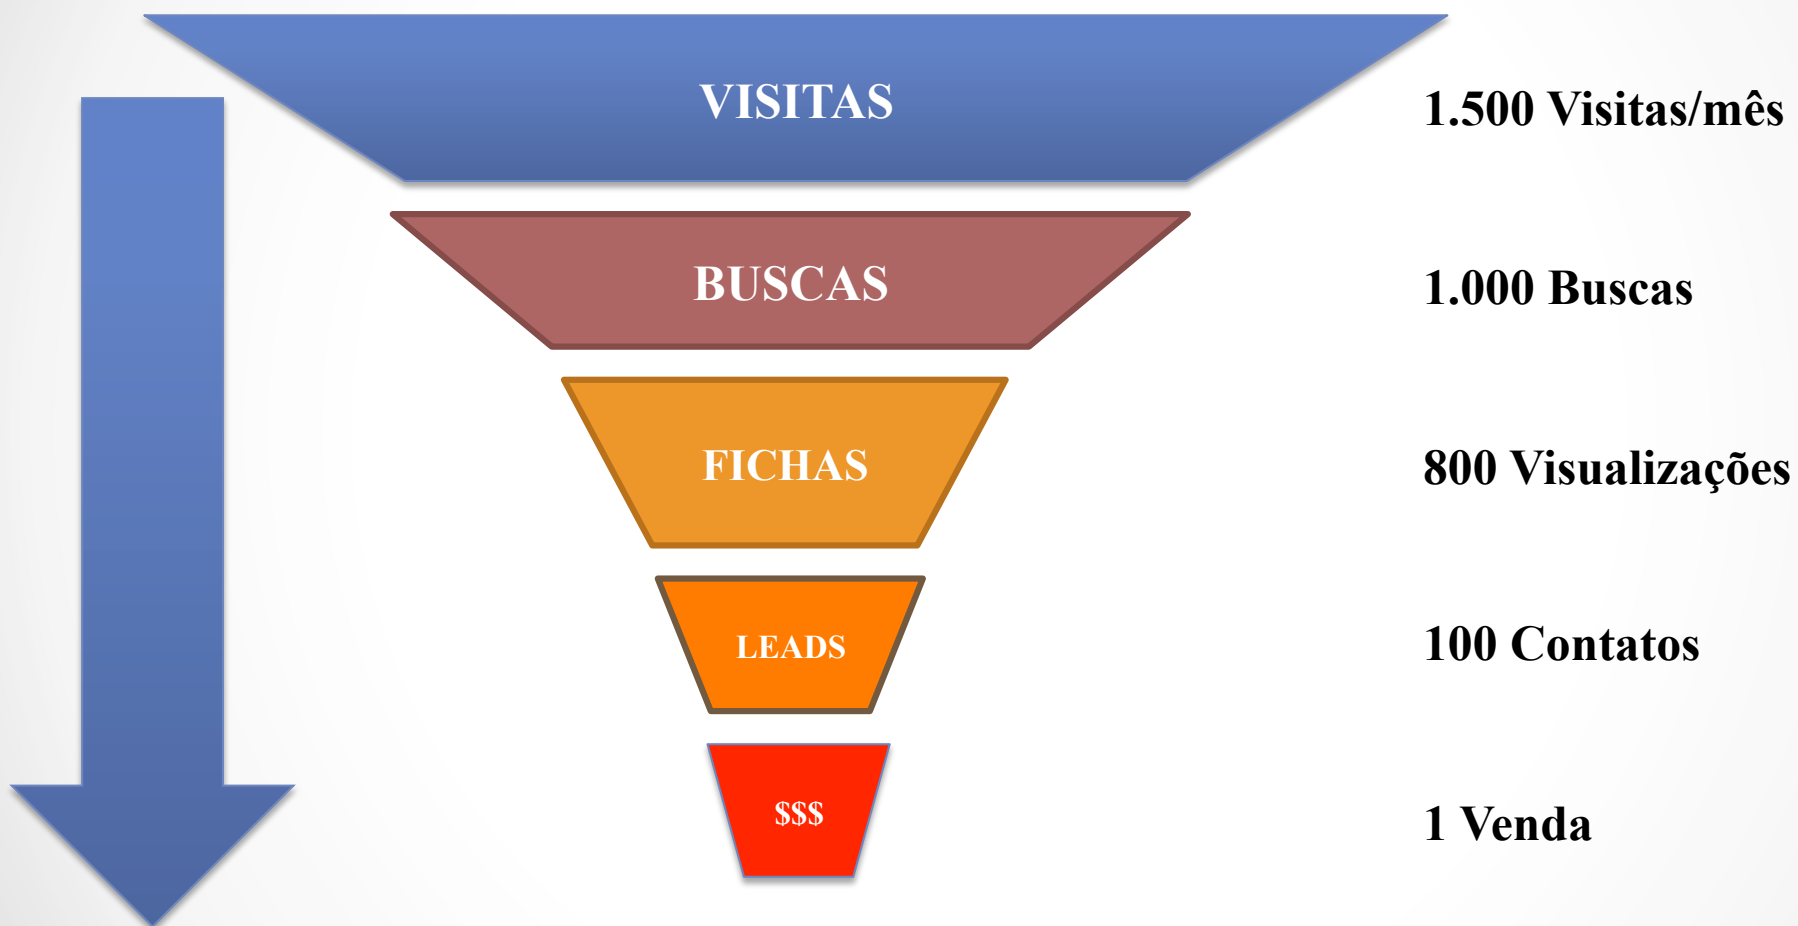 VISITAS
1.500 Visitas/mês
BUSCAS
1.000 Buscas
FICHAS
800 Visualizações
LEADS
100 Contatos
$$$
1 Venda